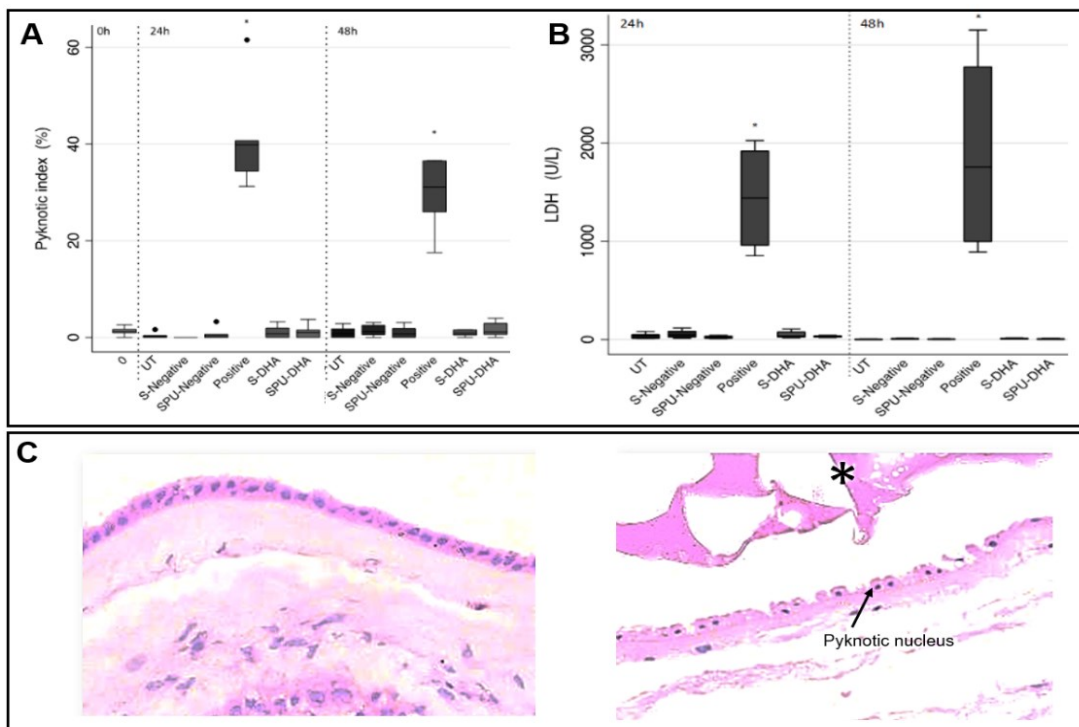 A
0h
24h
48h
*
*
Pyknotic index (%)
60
40
20
0
0
UT
S-Negative
SPU-Negative
Positive
S-DHA
SPU-DHA
UT
S-Negative
SPU-Negative
Positive
S-DHA
SPU-DHA
B
24h
48h
*
*
LDH (U/L)
3000
2000
1000
0
UT
S-Negative
SPU-Negative
Positive
S-DHA
SPU-DHA
UT
S-Negative
SPU-Negative
Positive
S-DHA
SPU-DHA
C
*
Pyknotic nucleus